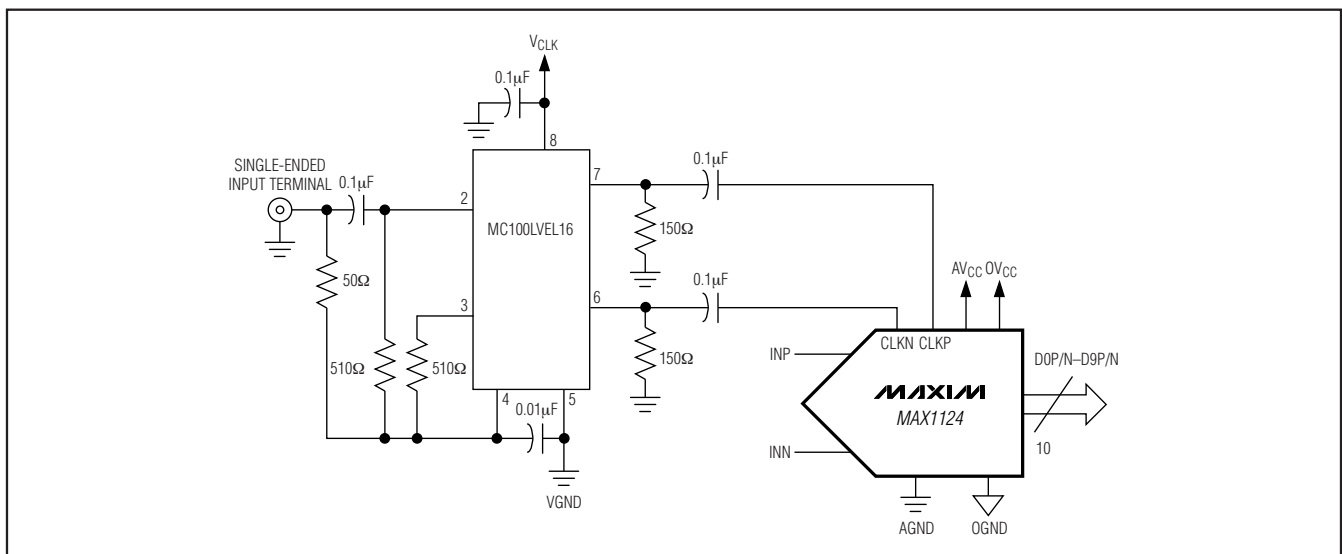 V_CLK
0.1μF
8
SINGLE-ENDED
INPUT TERMINAL
0.1μF
2
7
0.1μF
MC100LVEL16
150Ω
50Ω
3
6
0.1μF
AV_CC OV_CC
510Ω
510Ω
150Ω
CLKN CLKP
INP
D0P/N–D9P/N
4
0.01μF
5
MAXIM
MAX1124
INN
10
VGND
AGND
OGND